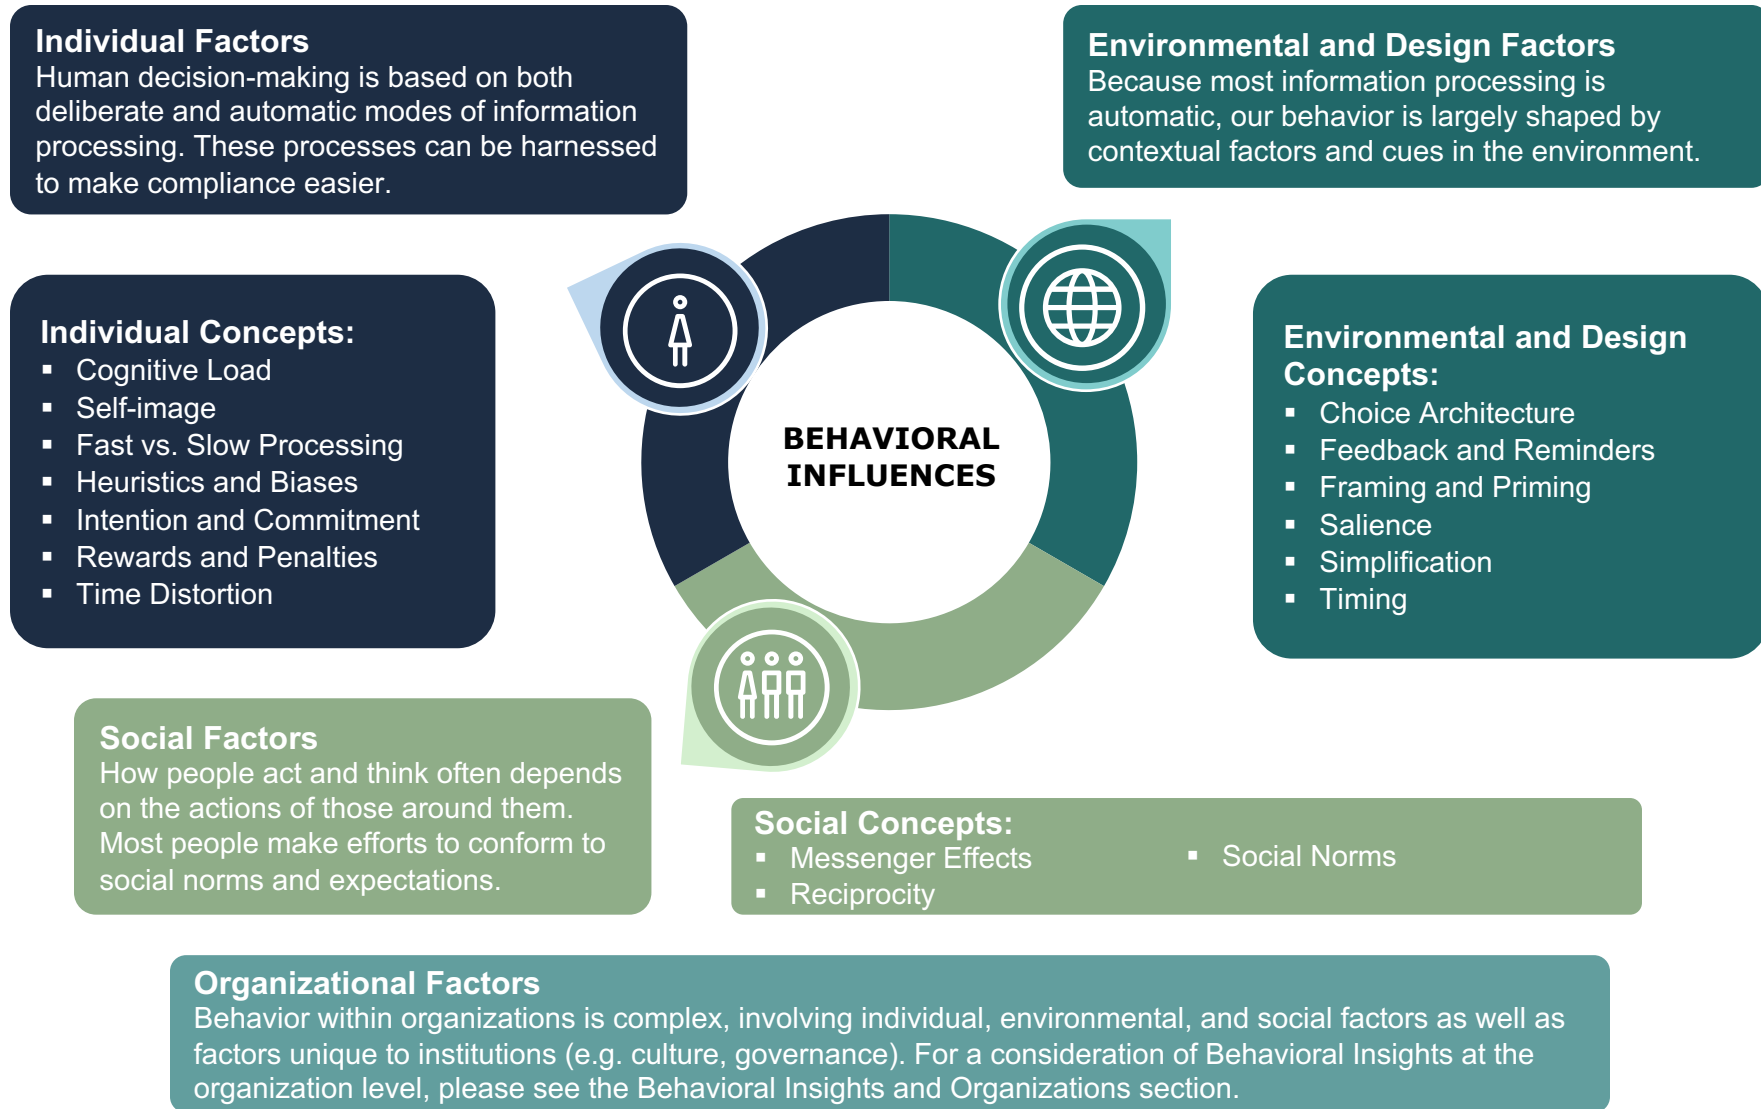 Individual Factors
Human decision-making is based on both
deliberate and automatic modes of information
processing. These processes can be harnessed
to make compliance easier.
Environmental and Design Factors
Because most information processing is
automatic, our behavior is largely shaped by
contextual factors and cues in the environment.
Individual Concepts:
▪ Cognitive Load
▪ Self-image
▪ Fast vs. Slow Processing
▪ Heuristics and Biases
▪ Intention and Commitment
▪ Rewards and Penalties
▪ Time Distortion
BEHAVIORAL
INFLUENCES
Environmental and Design
Concepts:
▪ Choice Architecture
▪ Feedback and Reminders
▪ Framing and Priming
▪ Salience
▪ Simplification
▪ Timing
Social Factors
How people act and think often depends
on the actions of those around them.
Most people make efforts to conform to
social norms and expectations.
Social Concepts:
▪ Messenger Effects
▪ Reciprocity
▪ Social Norms
Organizational Factors
Behavior within organizations is complex, involving individual, environmental, and social factors as well as
factors unique to institutions (e.g. culture, governance). For a consideration of Behavioral Insights at the
organization level, please see the Behavioral Insights and Organizations section.